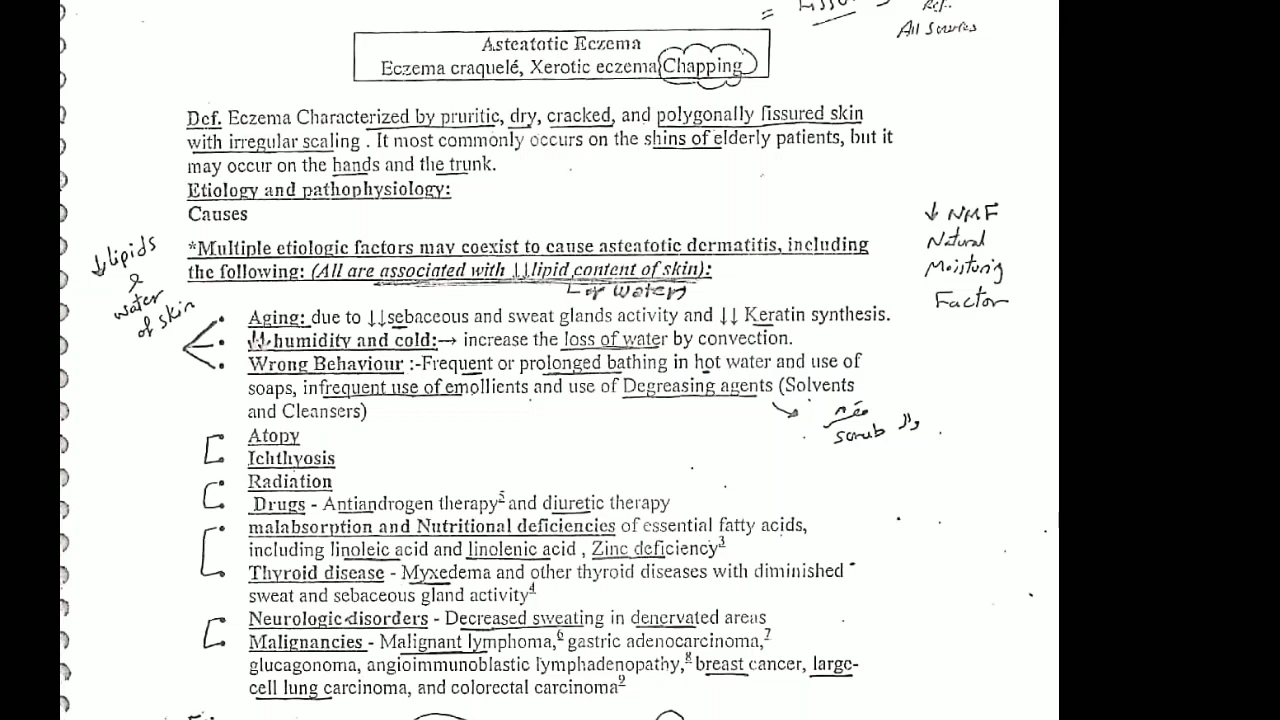 All Sources
Asteatotic Eczema
Eczema craquelé, Xerotic eczema Chapping
Def. Eczema Characterized by pruritic, dry, cracked, and polygonally fissured skin
with irregular scaling . It most commonly occurs on the shins of elderly patients, but it
may occur on the hands and the trunk.
Etiology and pathophysiology:
Causes
*Multiple etiologic factors may coexist to cause asteatotic dermatitis, including
the following: (All are associated with ↓↓lipid content of skin):
or water
↓ lipids
&
water
of skin
↓ NMF
Natural
Moisturing
Factor
• Aging: due to ↓↓sebaceous and sweat glands activity and ↓↓ Keratin synthesis.
• ↓↓humidity and cold:→ increase the loss of water by convection.
• Wrong Behaviour :-Frequent or prolonged bathing in hot water and use of
soaps, infrequent use of emollients and use of Degreasing agents (Solvents
and Cleansers)
scrub
Atopy
Ichthyosis
Radiation
Drugs - Antiandrogen therapy5 and diuretic therapy
• malabsorption and Nutritional deficiencies of essential fatty acids,
including linoleic acid and linolenic acid , Zinc deficiency3
Thyroid disease - Myxedema and other thyroid diseases with diminished
sweat and sebaceous gland activity4
• Neurologic disorders - Decreased sweating in denervated areas
Malignancies - Malignant lymphoma,6 gastric adenocarcinoma,7
glucagonoma, angioimmunoblastic lymphadenopathy,8 breast cancer, large-
cell lung carcinoma, and colorectal carcinoma9